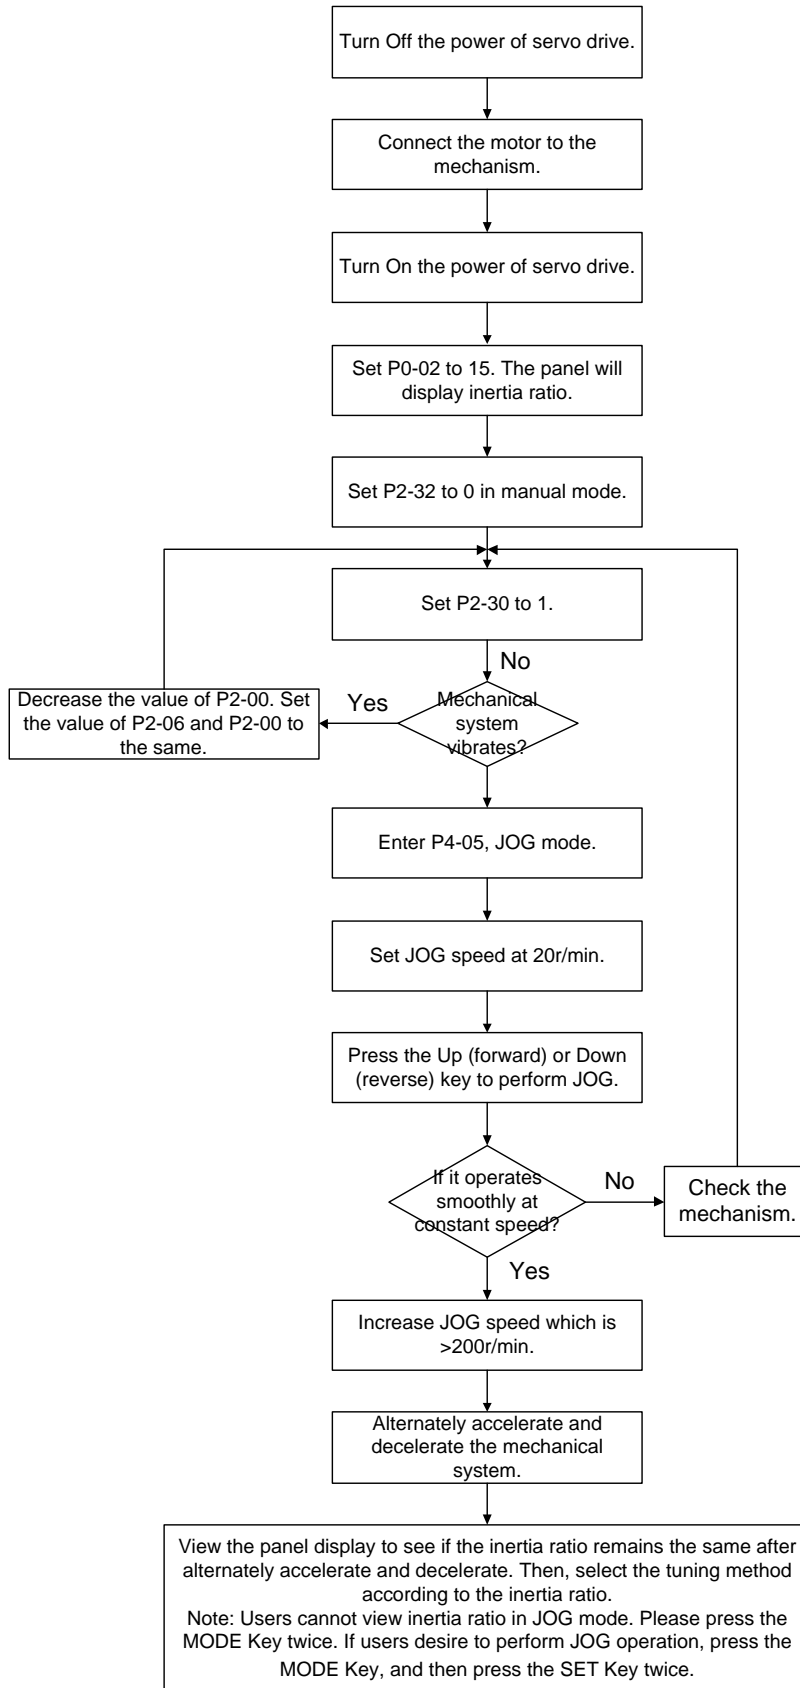 Turn Off the power of servo drive.
Connect the motor to the
mechanism.
Turn On the power of servo drive.
Set P0-02 to 15. The panel will
display inertia ratio.
Set P2-32 to 0 in manual mode.
Set P2-30 to 1.
No
Decrease the value of P2-00. Set
the value of P2-06 and P2-00 to
the same.
Yes
Mechanical
system
vibrates?
Enter P4-05, JOG mode.
Set JOG speed at 20r/min.
Press the Up (forward) or Down
(reverse) key to perform JOG.
If it operates
smoothly at
constant speed?
No
Check the
mechanism.
Yes
Increase JOG speed which is
>200r/min.
Alternately accelerate and
decelerate the mechanical
system.
View the panel display to see if the inertia ratio remains the same after
alternately accelerate and decelerate. Then, select the tuning method
according to the inertia ratio.
Note: Users cannot view inertia ratio in JOG mode. Please press the
MODE Key twice. If users desire to perform JOG operation, press the
MODE Key, and then press the SET Key twice.